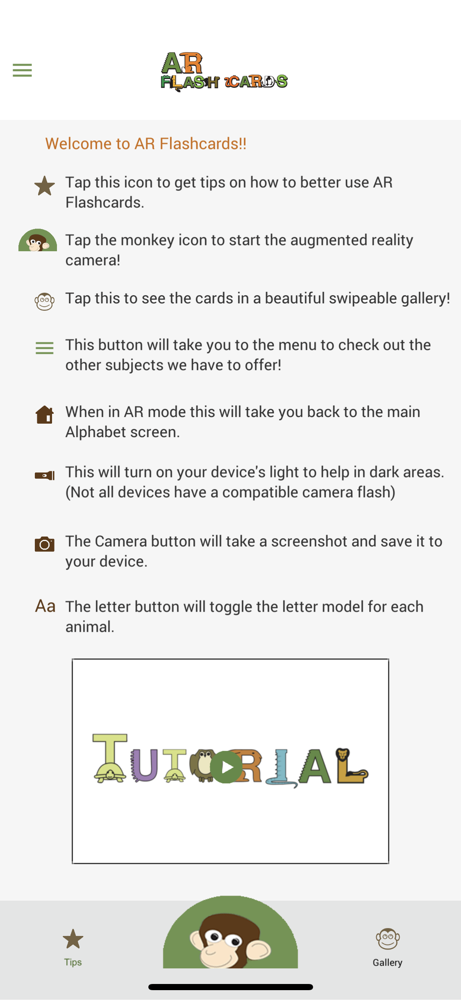 AR
FLASH CARDS
Welcome to AR Flashcards!!
Tap this icon to get tips on how to better use AR
Flashcards.
Tap the monkey icon to start the augmented reality
camera!
Tap this to see the cards in a beautiful swipeable gallery!
This button will take you to the menu to check out the
other subjects we have to offer!
When in AR mode this will take you back to the main
Alphabet screen.
This will turn on your device's light to help in dark areas.
(Not all devices have a compatible camera flash)
The Camera button will take a screenshot and save it to
your device.
Aa The letter button will toggle the letter model for each
animal.
TUTORIAL
Tips
Gallery